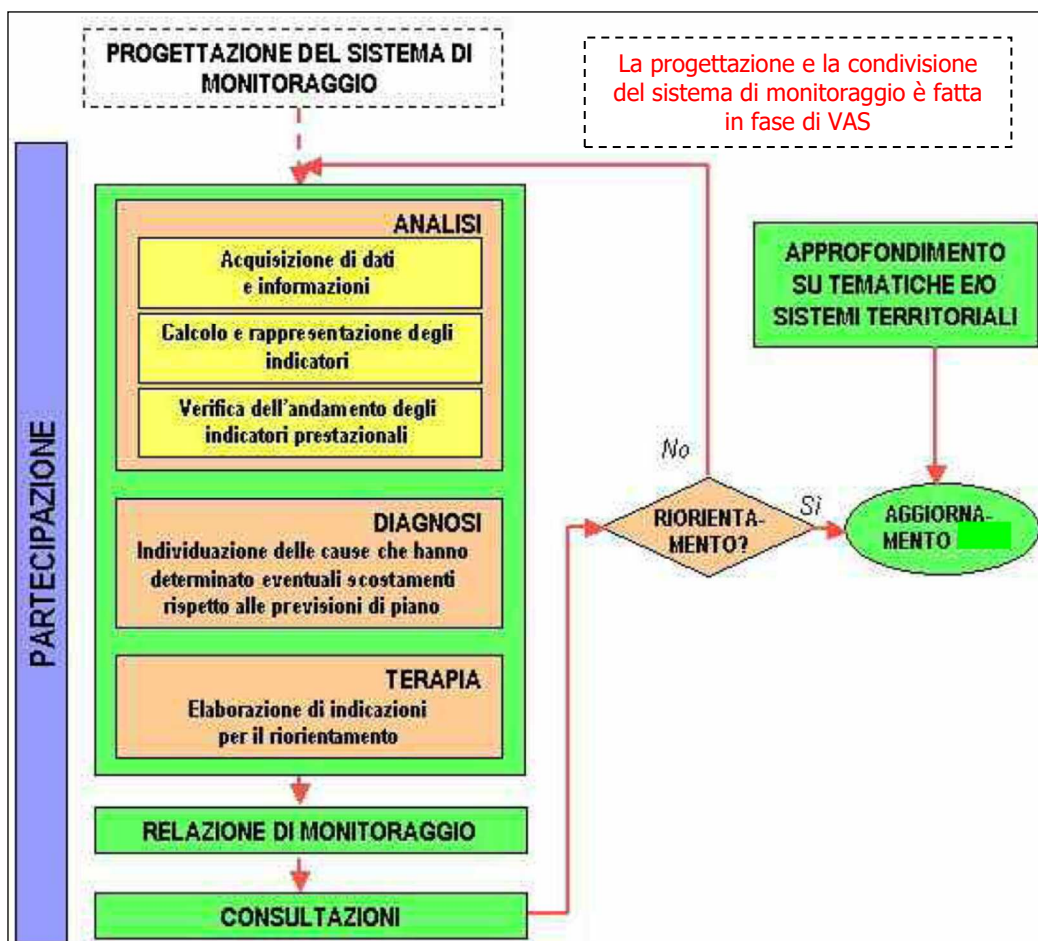 PROGETTAZIONE DEL SISTEMA DI
MONITORAGGIO
La progettazione e la condivisione
del sistema di monitoraggio è fatta
in fase di VAS
PARTECIPAZIONE
ANALISI
Acquisizione di dati
e informazioni
Calcolo e rappresentazione degli
indicatori
Verifica dell'andamento degli
indicatori prestazionali
DIAGNOSI
Individuazione delle cause che hanno
determinato eventuali scostamenti
rispetto alle previsioni di piano
TERAPIA
Elaborazione di indicazioni
per il riorientamento
RELAZIONE DI MONITORAGGIO
CONSULTAZIONI
No
RIORIENTA-
MENTO?
Sì
APPROFONDIMENTO
SU TEMATICHE E/O
SISTEMI TERRITORIALI
AGGIORNA-
MENTO